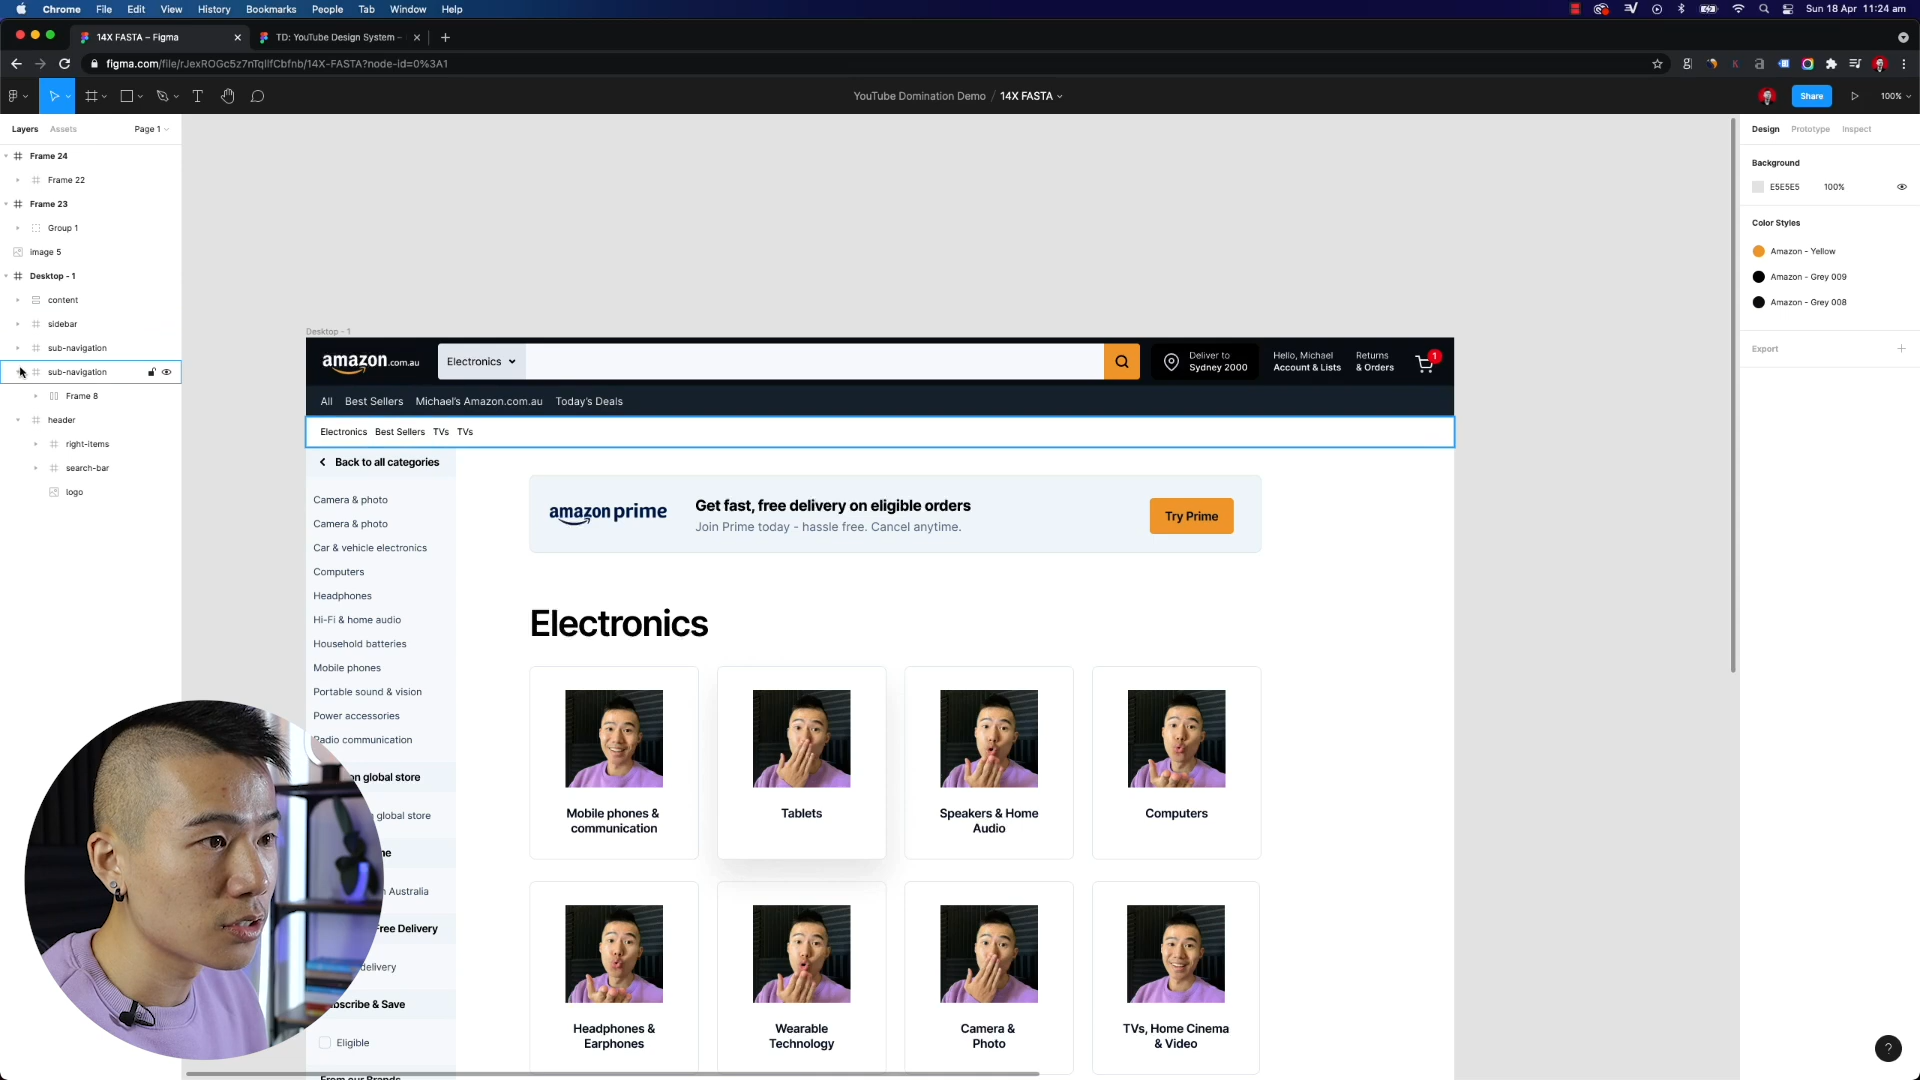 Chrome File Edit View History Bookmarks People Tab Window Help
Sun 18 Apr 11:24 am
14X FASTA – Figma
TD: YouTube Design System –
figma.com/file/rJexROGc5z7nTqIlfCbfnb/14X-FASTA?node-id=0%3A1
YouTube Domination Demo / 14X FASTA
Share
100%
Layers Assets Page 1
Frame 24
Frame 22
Frame 23
Group 1
image 5
Desktop - 1
content
sidebar
sub-navigation
sub-navigation
Frame 8
header
right-items
search-bar
logo
Desktop - 1
amazon.com.au
Electronics
Deliver to
Sydney 2000
Hello, Michael
Account & Lists
Returns
& Orders
1
All Best Sellers Michael's Amazon.com.au Today's Deals
Electronics Best Sellers TVs TVs
Back to all categories
Camera & photo
Camera & photo
Car & vehicle electronics
Computers
Headphones
Hi-Fi & home audio
Household batteries
Mobile phones
Portable sound & vision
Power accessories
Radio communication
on global store
global store
Australia
Free Delivery
delivery
& Save
Eligible
From our Brands
amazon prime
Get fast, free delivery on eligible orders
Join Prime today - hassle free. Cancel anytime.
Try Prime
Electronics
Mobile phones &
communication
Tablets
Speakers & Home
Audio
Computers
Headphones &
Earphones
Wearable
Technology
Camera &
Photo
TVs, Home Cinema
& Video
Design Prototype Inspect
Background
E5E5E5 100%
Color Styles
Amazon - Yellow
Amazon - Grey 009
Amazon - Grey 008
Export
?